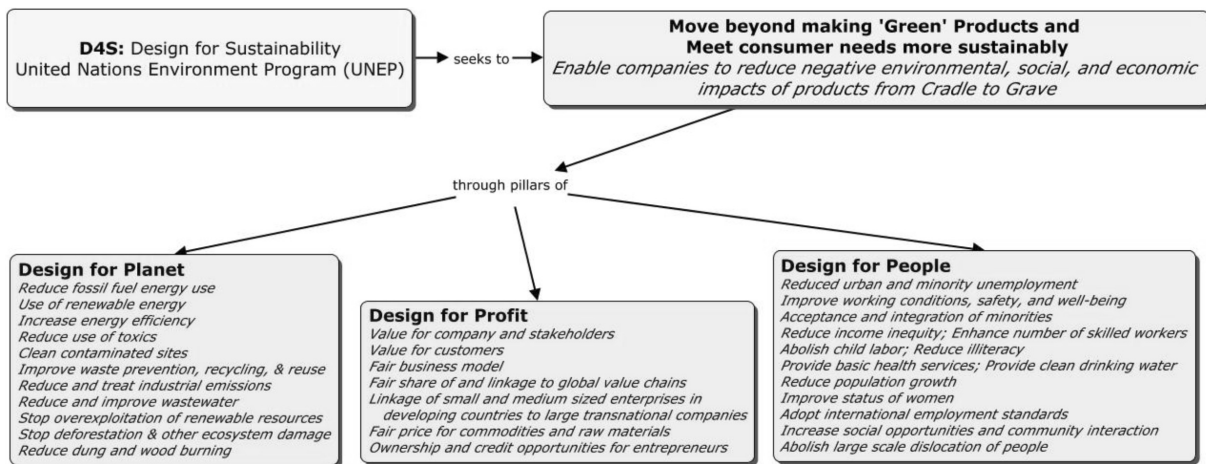 D4S: Design for Sustainability
United Nations Environment Program (UNEP)
seeks to
Move beyond making 'Green' Products and
Meet consumer needs more sustainably
Enable companies to reduce negative environmental, social, and economic
impacts of products from Cradle to Grave
through pillars of
Design for Planet
Reduce fossil fuel energy use
Use of renewable energy
Increase energy efficiency
Reduce use of toxics
Clean contaminated sites
Improve waste prevention, recycling, & reuse
Reduce and treat industrial emissions
Reduce and improve wastewater
Stop overexploitation of renewable resources
Stop deforestation & other ecosystem damage
Reduce dung and wood burning
Design for Profit
Value for company and stakeholders
Value for customers
Fair business model
Fair share of and linkage to global value chains
Linkage of small and medium sized enterprises in
developing countries to large transnational companies
Fair price for commodities and raw materials
Ownership and credit opportunities for entrepreneurs
Design for People
Reduced urban and minority unemployment
Improve working conditions, safety, and well-being
Acceptance and integration of minorities
Reduce income inequity; Enhance number of skilled workers
Abolish child labor; Reduce illiteracy
Provide basic health services; Provide clean drinking water
Reduce population growth
Improve status of women
Adopt international employment standards
Increase social opportunities and community interaction
Abolish large scale dislocation of people